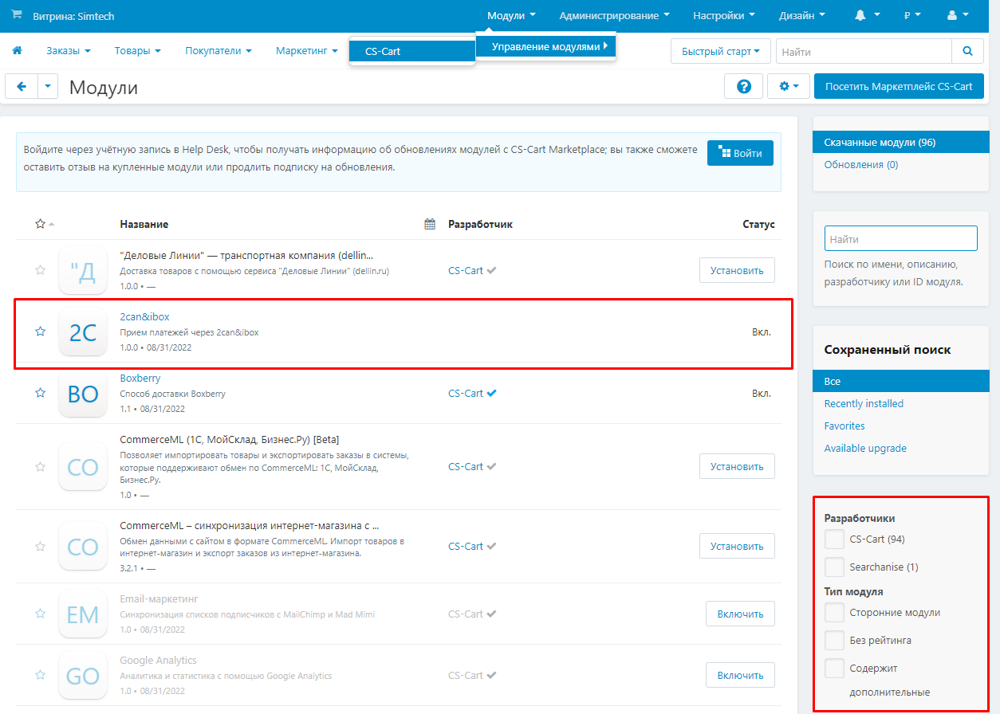 Витрина: Simtech
Модули
Администрирование
Настройки
Дизайн
₽
Заказы
Товары
Покупатели
Маркетинг
CS-Cart
Управление модулями
Быстрый старт
Найти
Модули
?
Посетить Маркетплейс CS-Cart
Войдите через учётную запись в Help Desk, чтобы получать информацию об обновлениях модулей с CS-Cart Marketplace; вы также сможете
оставить отзыв на купленные модули или продлить подписку на обновления.
Войти
Название
Разработчик
Статус
"Д
"Деловые Линии" — транспортная компания (dellin...
Доставка товаров с помощью сервиса "Деловые Линии" (dellin.ru)
1.0.0 • —
CS-Cart
Установить
2C
2can&ibox
Прием платежей через 2can&ibox
1.0.0 • 08/31/2022
Вкл.
BO
Boxberry
Способ доставки Boxberry
1.1 • 08/31/2022
CS-Cart
Вкл.
CO
CommerceML (1С, МойСклад, Бизнес.Ру) [Beta]
Позволяет импортировать товары и экспортировать заказы в системы,
которые поддерживают обмен по CommerceML: 1С, МойСклад,
Бизнес.Ру.
1.0 • —
CS-Cart
Установить
CO
CommerceML – синхронизация интернет-магазина с ...
Обмен данными с сайтом в формате CommerceML. Импорт товаров в
интернет-магазин и экспорт заказов из интернет-магазина.
3.2.1 • —
CS-Cart
Установить
EM
Email-маркетинг
Синхронизация списков подписчиков с MailChimp и Mad Mimi
1.0 • 08/31/2022
CS-Cart
Включить
GO
Google Analytics
Аналитика и статистика с помощью Google Analytics
1.0 • 08/31/2022
CS-Cart
Включить
Скачанные модули (96)
Обновления (0)
Найти
Поиск по имени, описанию,
разработчику или ID модуля.
Сохраненный поиск
Все
Recently installed
Favorites
Available upgrade
Разработчики
CS-Cart (94)
Searchanise (1)
Тип модуля
Сторонние модули
Без рейтинга
Содержит
дополнительные